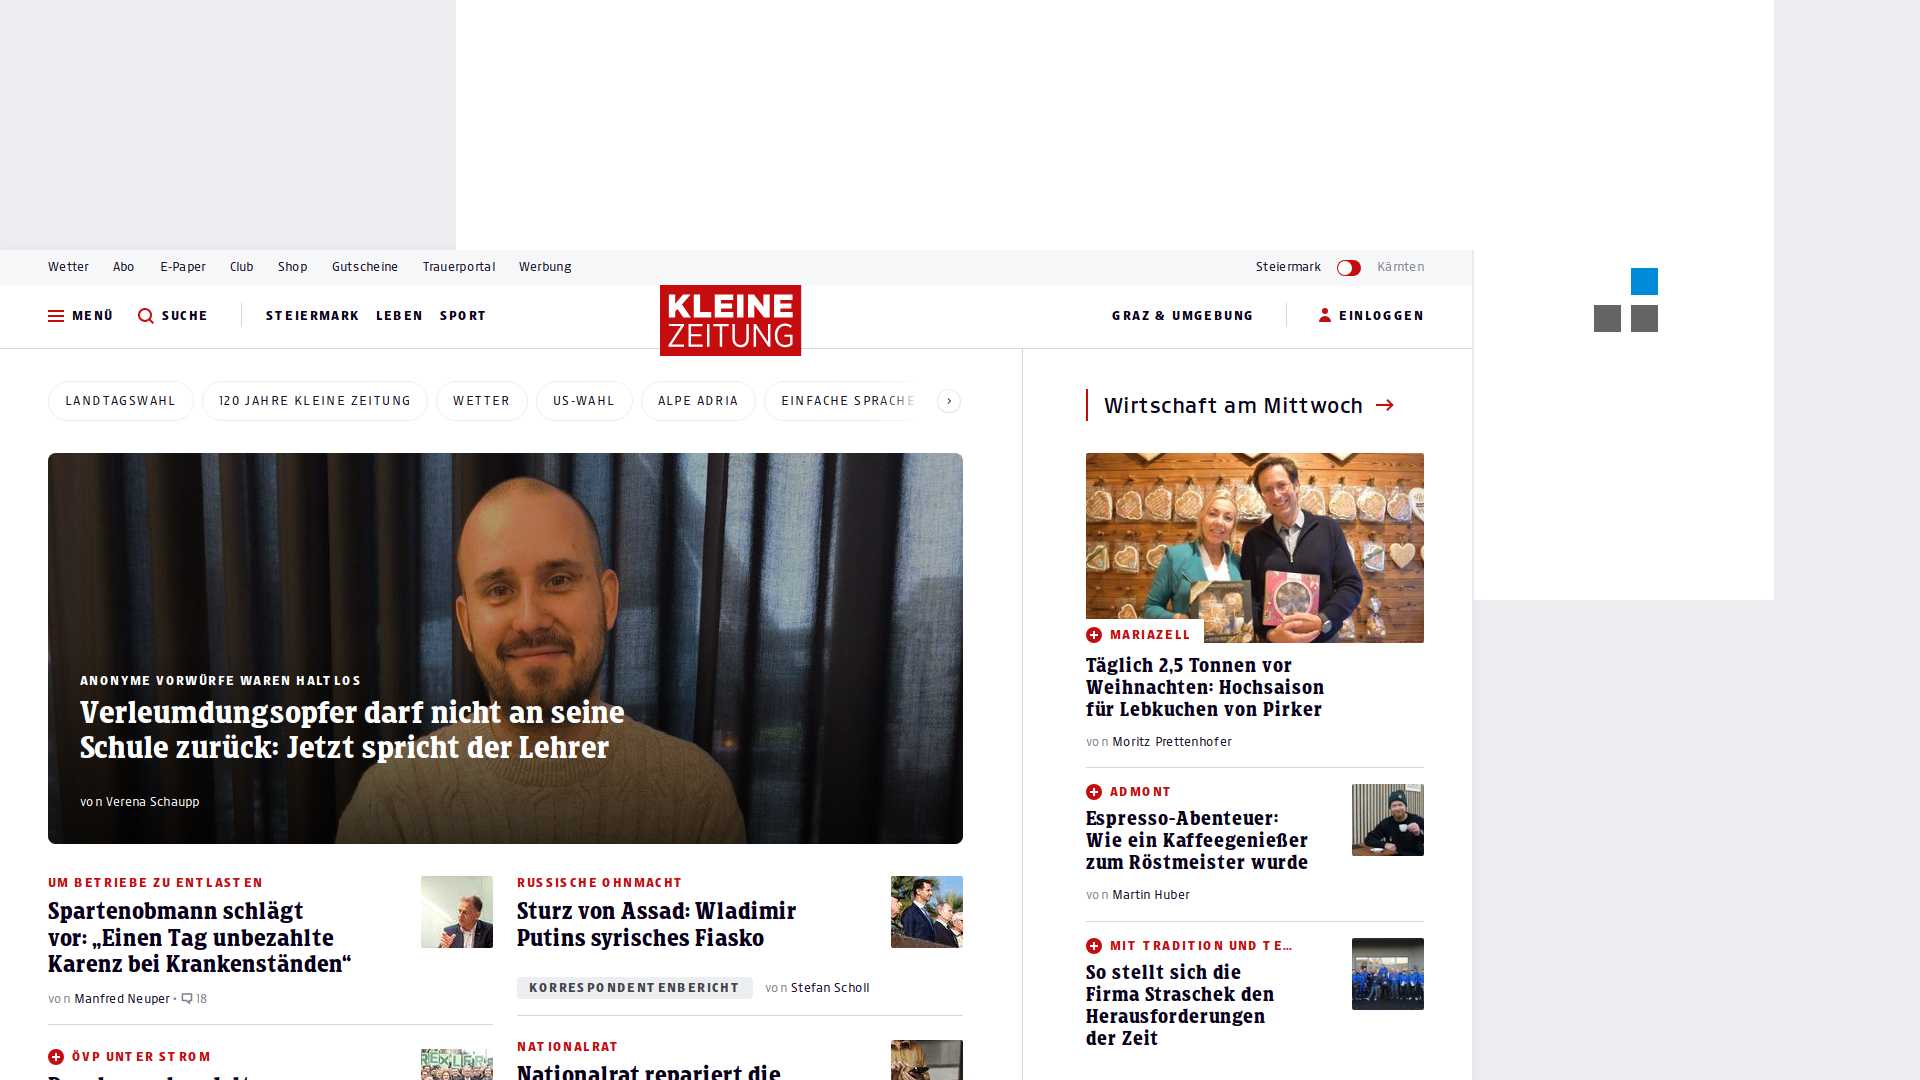 Wetter Abo E-Paper Club Shop Gutscheine Trauerportal Werbung
Steiermark Kärnten
MENÜ SUCHE STEIERMARK LEBEN SPORT
KLEINE
ZEITUNG
GRAZ & UMGEBUNG EINLOGGEN
LANDTAGSWAHL 120 JAHRE KLEINE ZEITUNG WETTER US-WAHL ALPE ADRIA EINFACHE SPRACHE
ANONYME VORWÜRFE WAREN HALTLOS
Verleumdungsopfer darf nicht an seine
Schule zurück: Jetzt spricht der Lehrer
von Verena Schaupp
UM BETRIEBE ZU ENTLASTEN
Spartenobmann schlägt
vor: „Einen Tag unbezahlte
Karenz bei Krankenständen“
von Manfred Neuper • 18
ÖVP UNTER STROM
RUSSISCHE OHNMACHT
Sturz von Assad: Wladimir
Putins syrisches Fiasko
KORRESPONDENTENBERICHT von Stefan Scholl
NATIONALRAT
Nationalrat repariert die
Wirtschaft am Mittwoch
MARIAZELL
Täglich 2,5 Tonnen vor
Weihnachten: Hochsaison
für Lebkuchen von Pirker
von Moritz Prettenhofer
ADMONT
Espresso-Abenteuer:
Wie ein Kaffeegenießer
zum Röstmeister wurde
von Martin Huber
MIT TRADITION UND TE...
So stellt sich die
Firma Straschek den
Herausforderungen
der Zeit